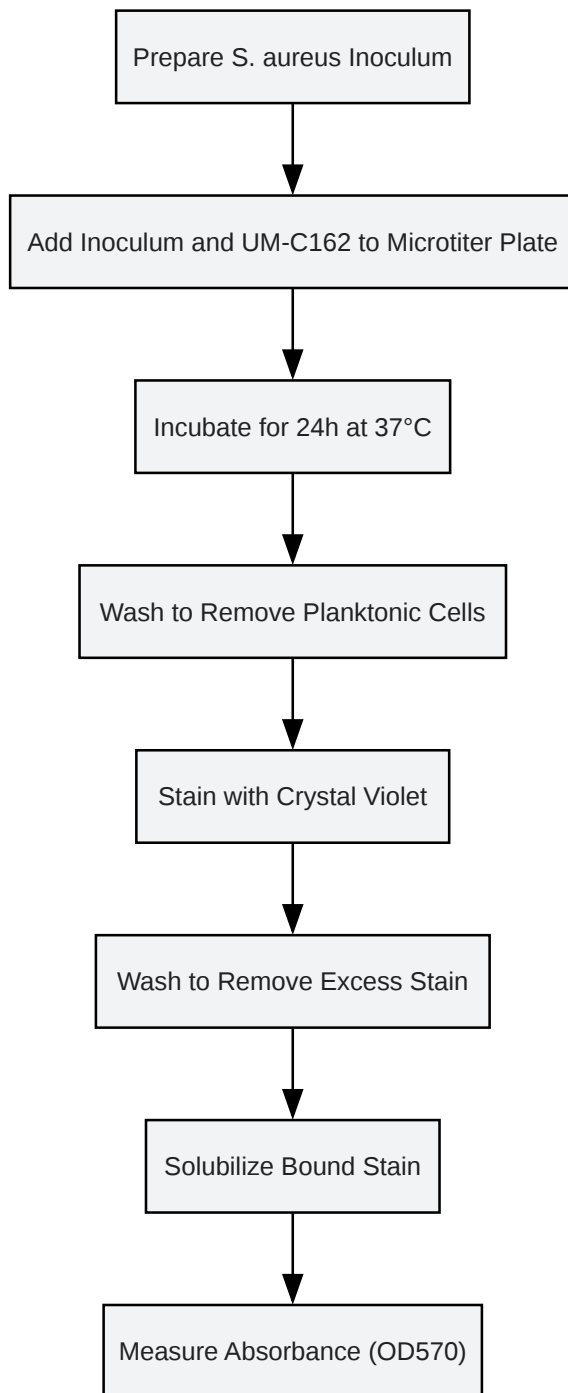 Prepare S. aureus Inoculum
Add Inoculum and UM-C162 to Microtiter Plate
Incubate for 24h at 37°C
Wash to Remove Planktonic Cells
Stain with Crystal Violet
Wash to Remove Excess Stain
Solubilize Bound Stain
Measure Absorbance (OD570)